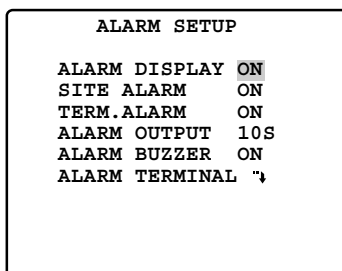 ALARM SETUP
ALARM DISPLAY ON
SITE ALARM ON
TERM.ALARM ON
ALARM OUTPUT 10S
ALARM BUZZER ON
ALARM TERMINAL